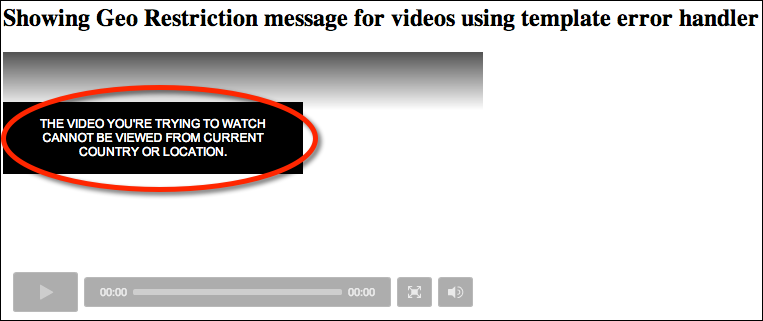 Showing Geo Restriction message for videos using template error handler
THE VIDEO YOU'RE TRYING TO WATCH
CANNOT BE VIEWED FROM CURRENT
COUNTRY OR LOCATION.
00:00 00:00